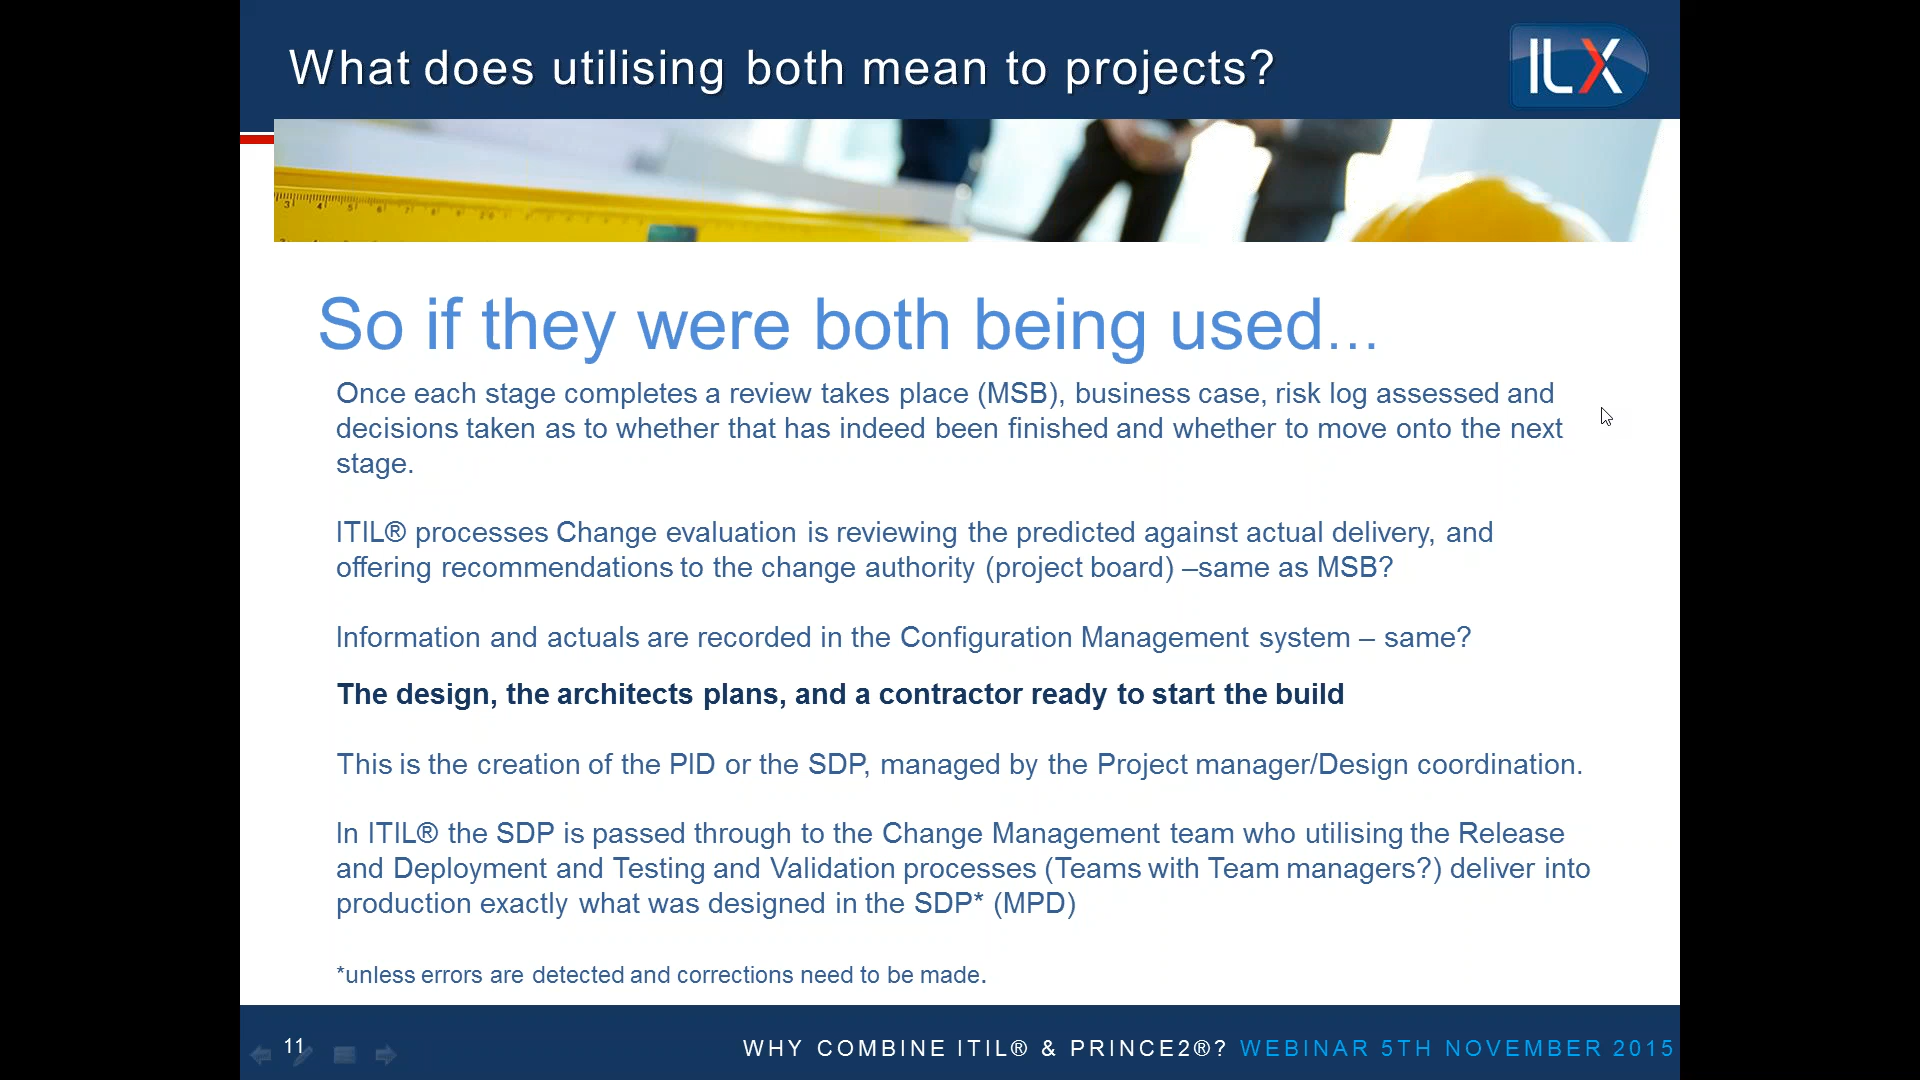 What does utilising both mean to projects?
ILX
So if they were both being used...
Once each stage completes a review takes place (MSB), business case, risk log assessed and
decisions taken as to whether that has indeed been finished and whether to move onto the next
stage.
ITIL® processes Change evaluation is reviewing the predicted against actual delivery, and
offering recommendations to the change authority (project board) –same as MSB?
Information and actuals are recorded in the Configuration Management system – same?
The design, the architects plans, and a contractor ready to start the build
This is the creation of the PID or the SDP, managed by the Project manager/Design coordination.
In ITIL® the SDP is passed through to the Change Management team who utilising the Release
and Deployment and Testing and Validation processes (Teams with Team managers?) deliver into
production exactly what was designed in the SDP* (MPD)
*unless errors are detected and corrections need to be made.
11
WHY COMBINE ITIL® & PRINCE2®? WEBINAR 5TH NOVEMBER 2015